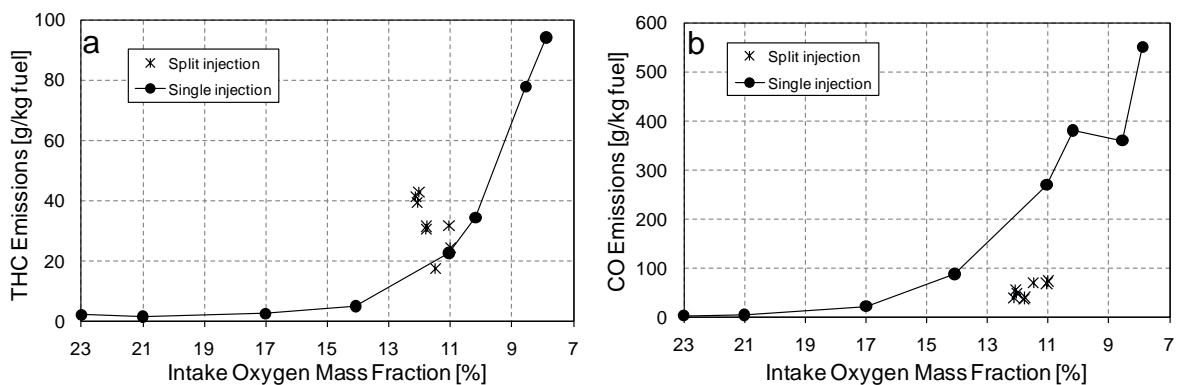 a
Split injection
Single injection
THC Emissions [g/kg fuel]
100
80
60
40
20
0
23 21 19 17 15 13 11 9 7
Intake Oxygen Mass Fraction [%]
b
Split injection
Single injection
CO Emissions [g/kg fuel]
600
500
400
300
200
100
0
23 21 19 17 15 13 11 9 7
Intake Oxygen Mass Fraction [%]